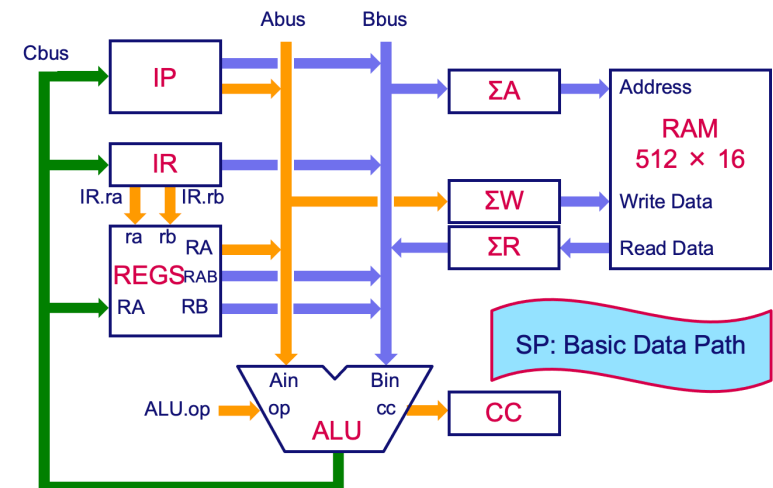 Abus
Bbus
Cbus
IP
ΣA
Address
RAM
512 × 16
IR
IR.ra
IR.rb
ΣW
Write Data
ra
rb
RA
ΣR
Read Data
REGS
RAB
RA
RB
SP: Basic Data Path
Ain
Bin
ALU.op
op
cc
CC
ALU